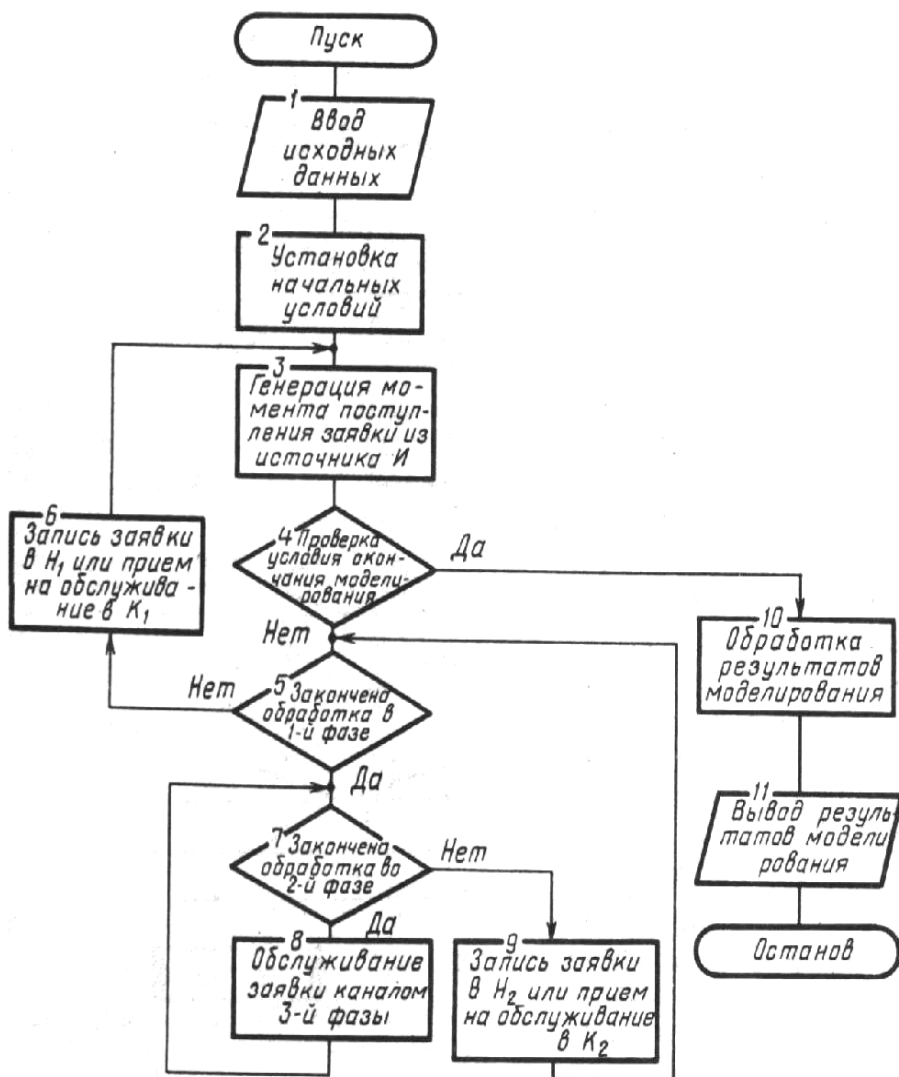 Пуск
1
Ввод
исходных
данных
2
Установка
начальных
условий
3
Генерация мо-
мента поступ-
ления заявки из
источника И
6
Запись заявки
в Н₁ или прием
на обслужива-
ние в К₁
4 Проверка
условия окон-
чания модели-
рования
Да
Нет
10
Обработка
результатов
моделирования
5 Закончена
обработка в
1-й фазе
Нет
Да
11
Вывод резуль-
татов модели
рования
7 Закончена
обработка во
2-й фазе
Нет
Да
Останов
8
Обслуживание
заявки каналом
3-й фазы
9
Запись заявки
в Н₂ или прием
на обслуживание
в К₂